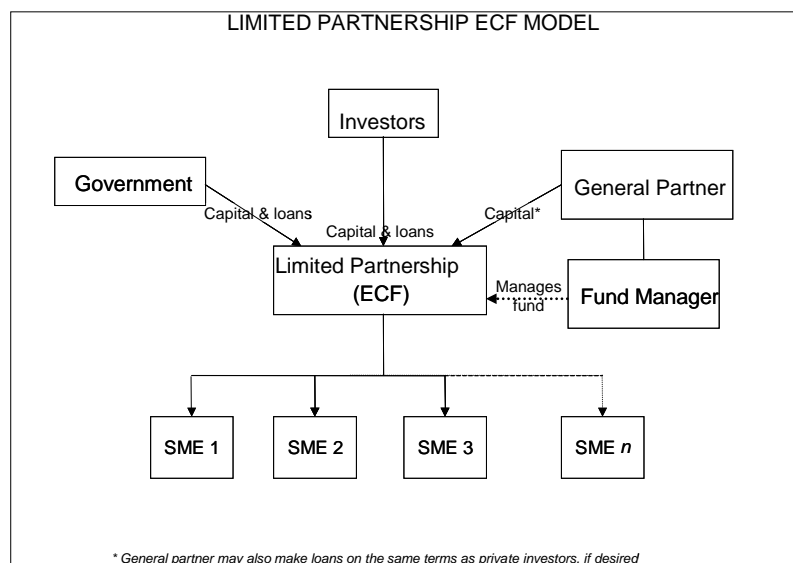 LIMITED PARTNERSHIP ECF MODEL
Investors
Government
General Partner
Capital & loans
Capital & loans
Capital*
Limited Partnership
(ECF)
Manages
fund
Fund Manager
SME 1
SME 2
SME 3
SME n
* General partner may also make loans on the same terms as private investors, if desired